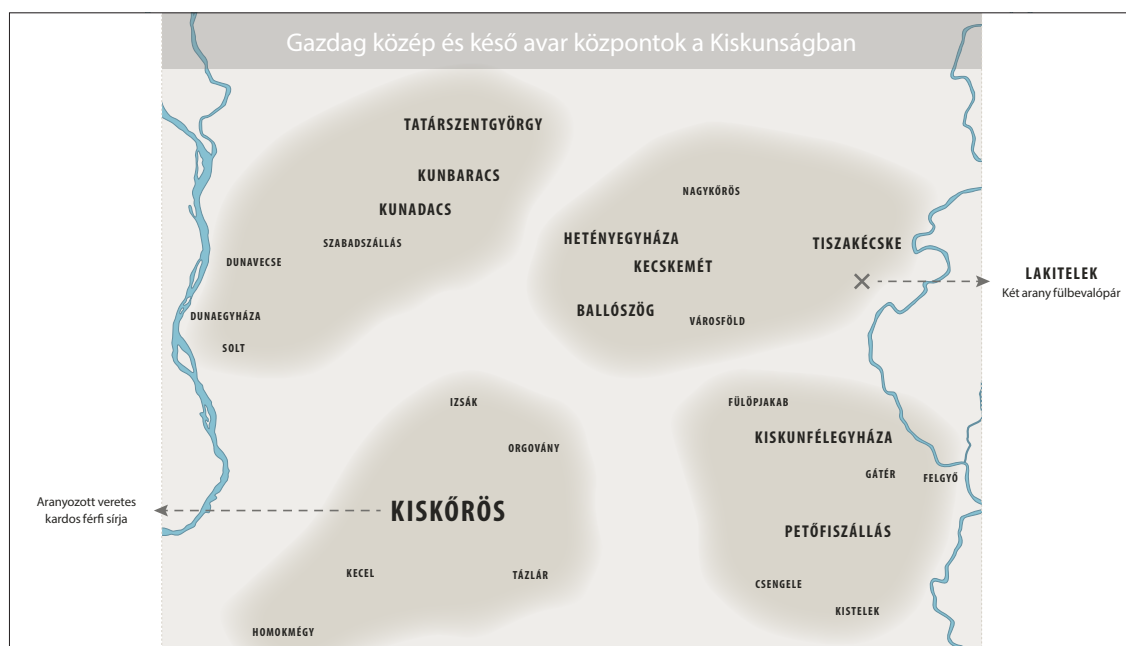 Gazdag közép és késő avar központok a Kiskunságban
TATÁRSZENTGYÖRGY
KUNBARACS
KUNADACS
SZABADSZÁLLÁS
DUNAVECSE
DUNAEGYHÁZA
SOLT
NAGYKŐRÖS
HETÉNYEGYHÁZA
TISZAKÉCSKE
KECSKEMÉT
BALLÓSZÖG
VÁROSFÖLD
LAKITELEK
Két arany fülbevalópár
IZSÁK
ORGOVÁNY
KISKŐRÖS
Aranyozott veretes
kardos férfi sírja
KECEL
TÁZLÁR
HOMOKMÉGY
FÜLÖPJAKAB
KISKUNFÉLEGYHÁZA
GÁTÉR
FELGYŐ
PETŐFISZÁLLÁS
CSENGELE
KISTELEK